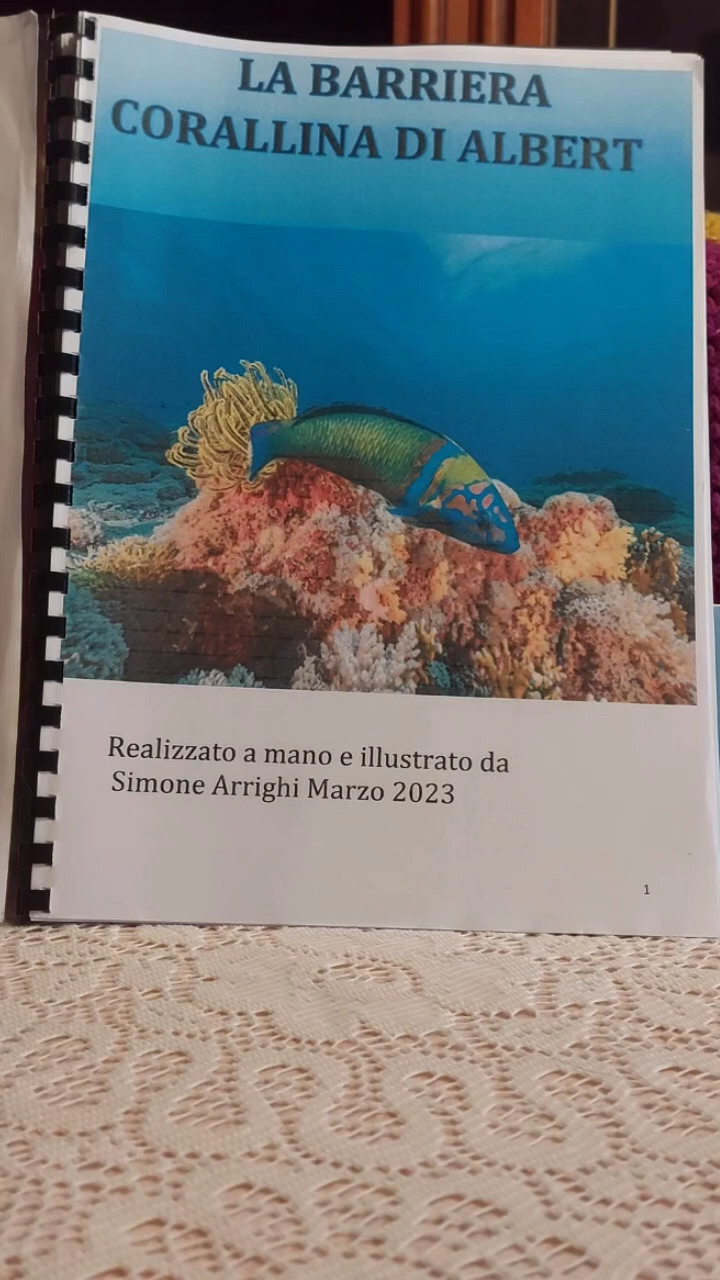 LA BARRIERA
CORALLINA DI ALBERT
Realizzato a mano e illustrato da
Simone Arrighi Marzo 2023
1